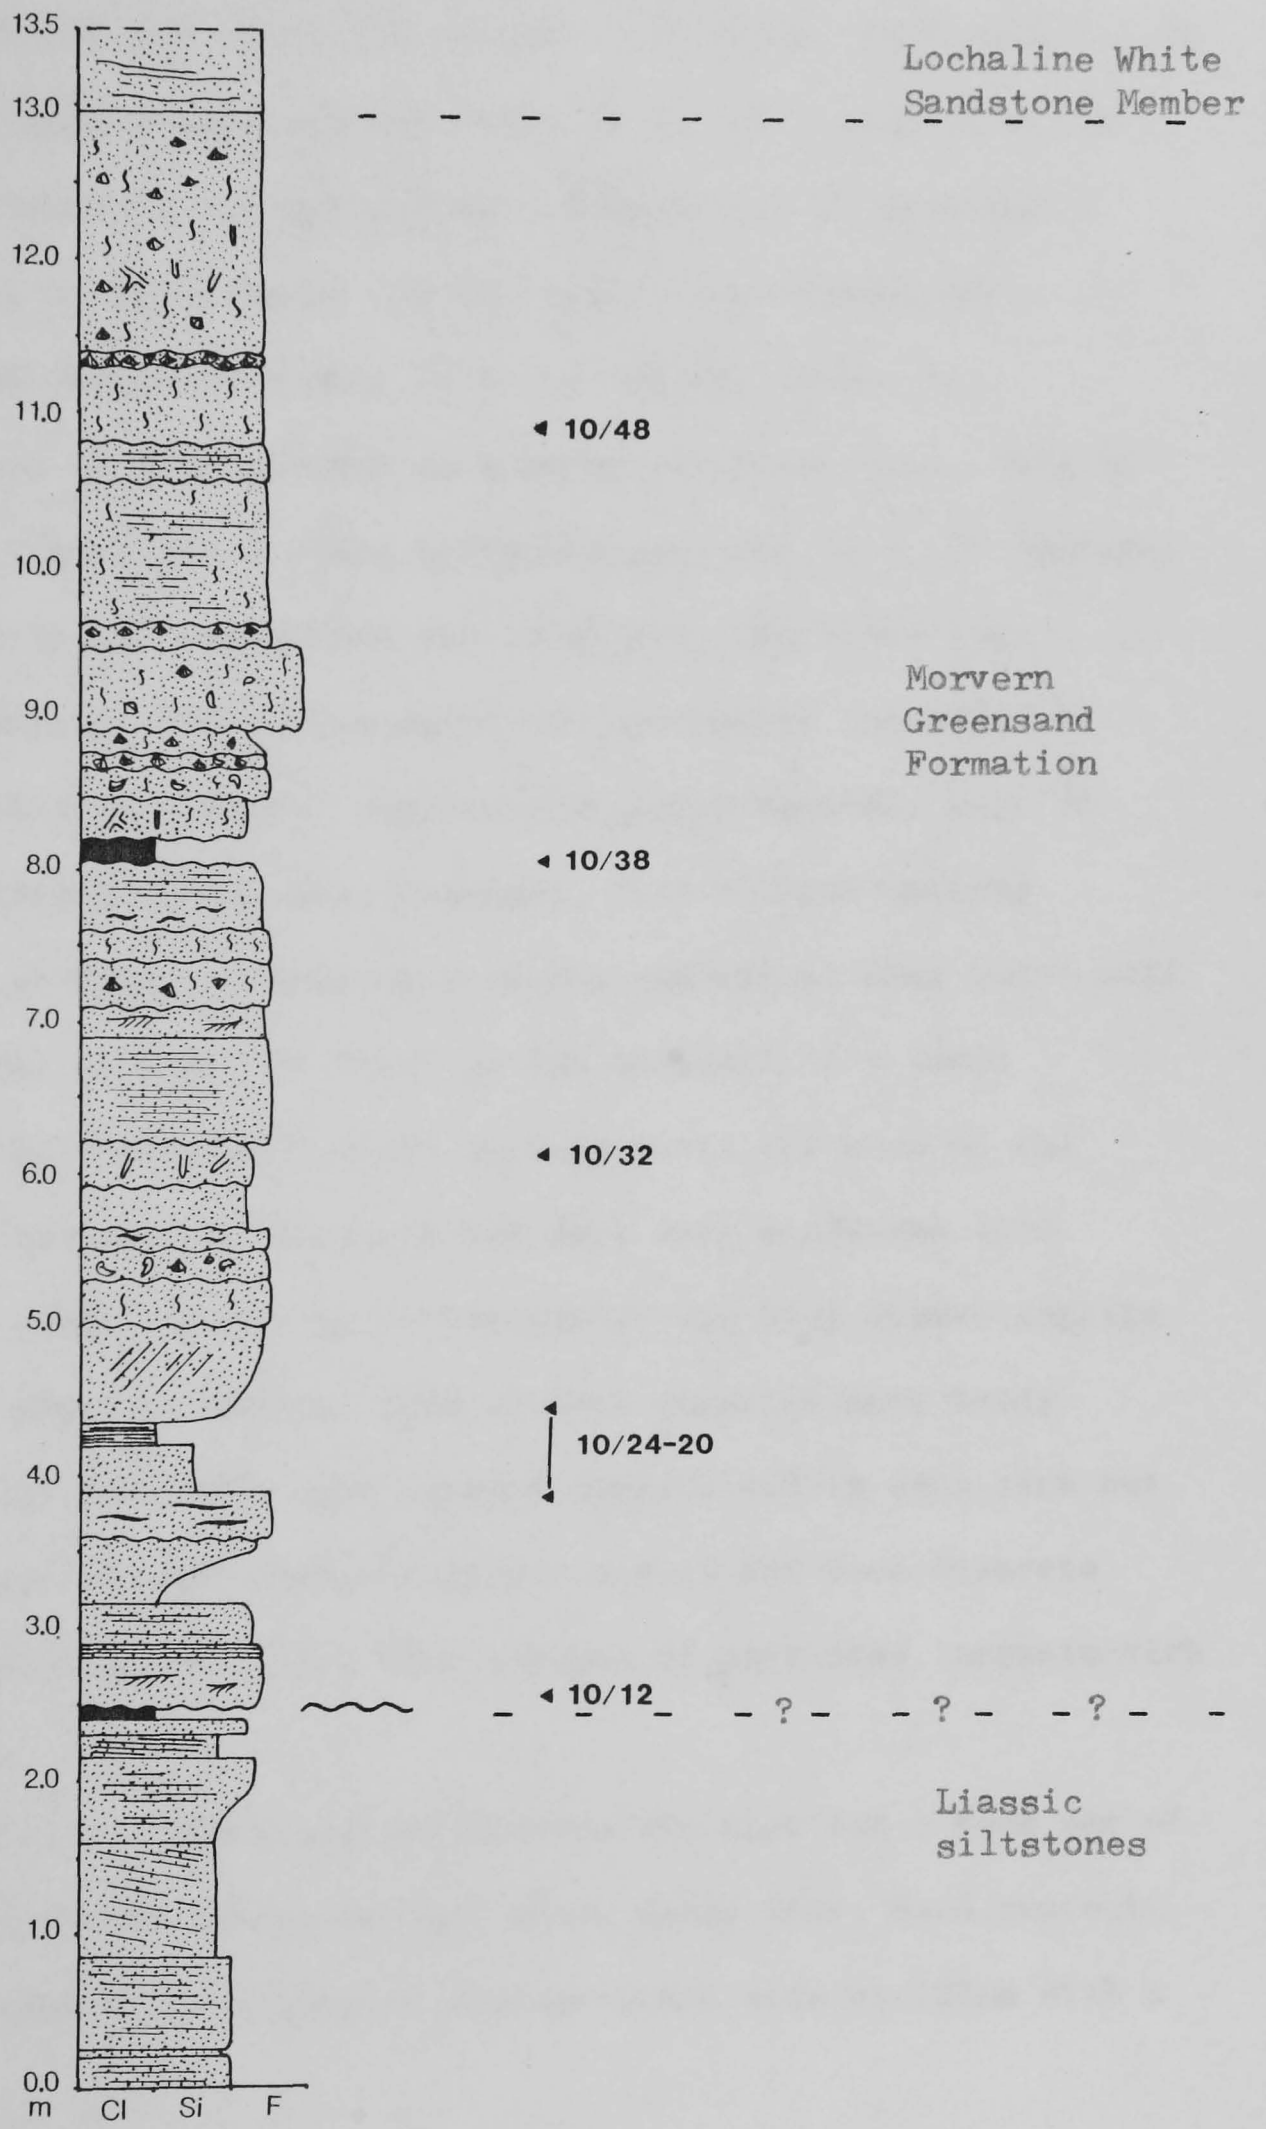 13.5
Lochaline White
Sandstone Member
13.0
12.0
11.0
10/48
10.0
Morvern
Greensand
Formation
9.0
8.0
10/38
7.0
10/32
6.0
5.0
10/24-20
4.0
3.0
10/12
? ? ?
2.0
Liassic
siltstones
1.0
0.0
m Cl Si F